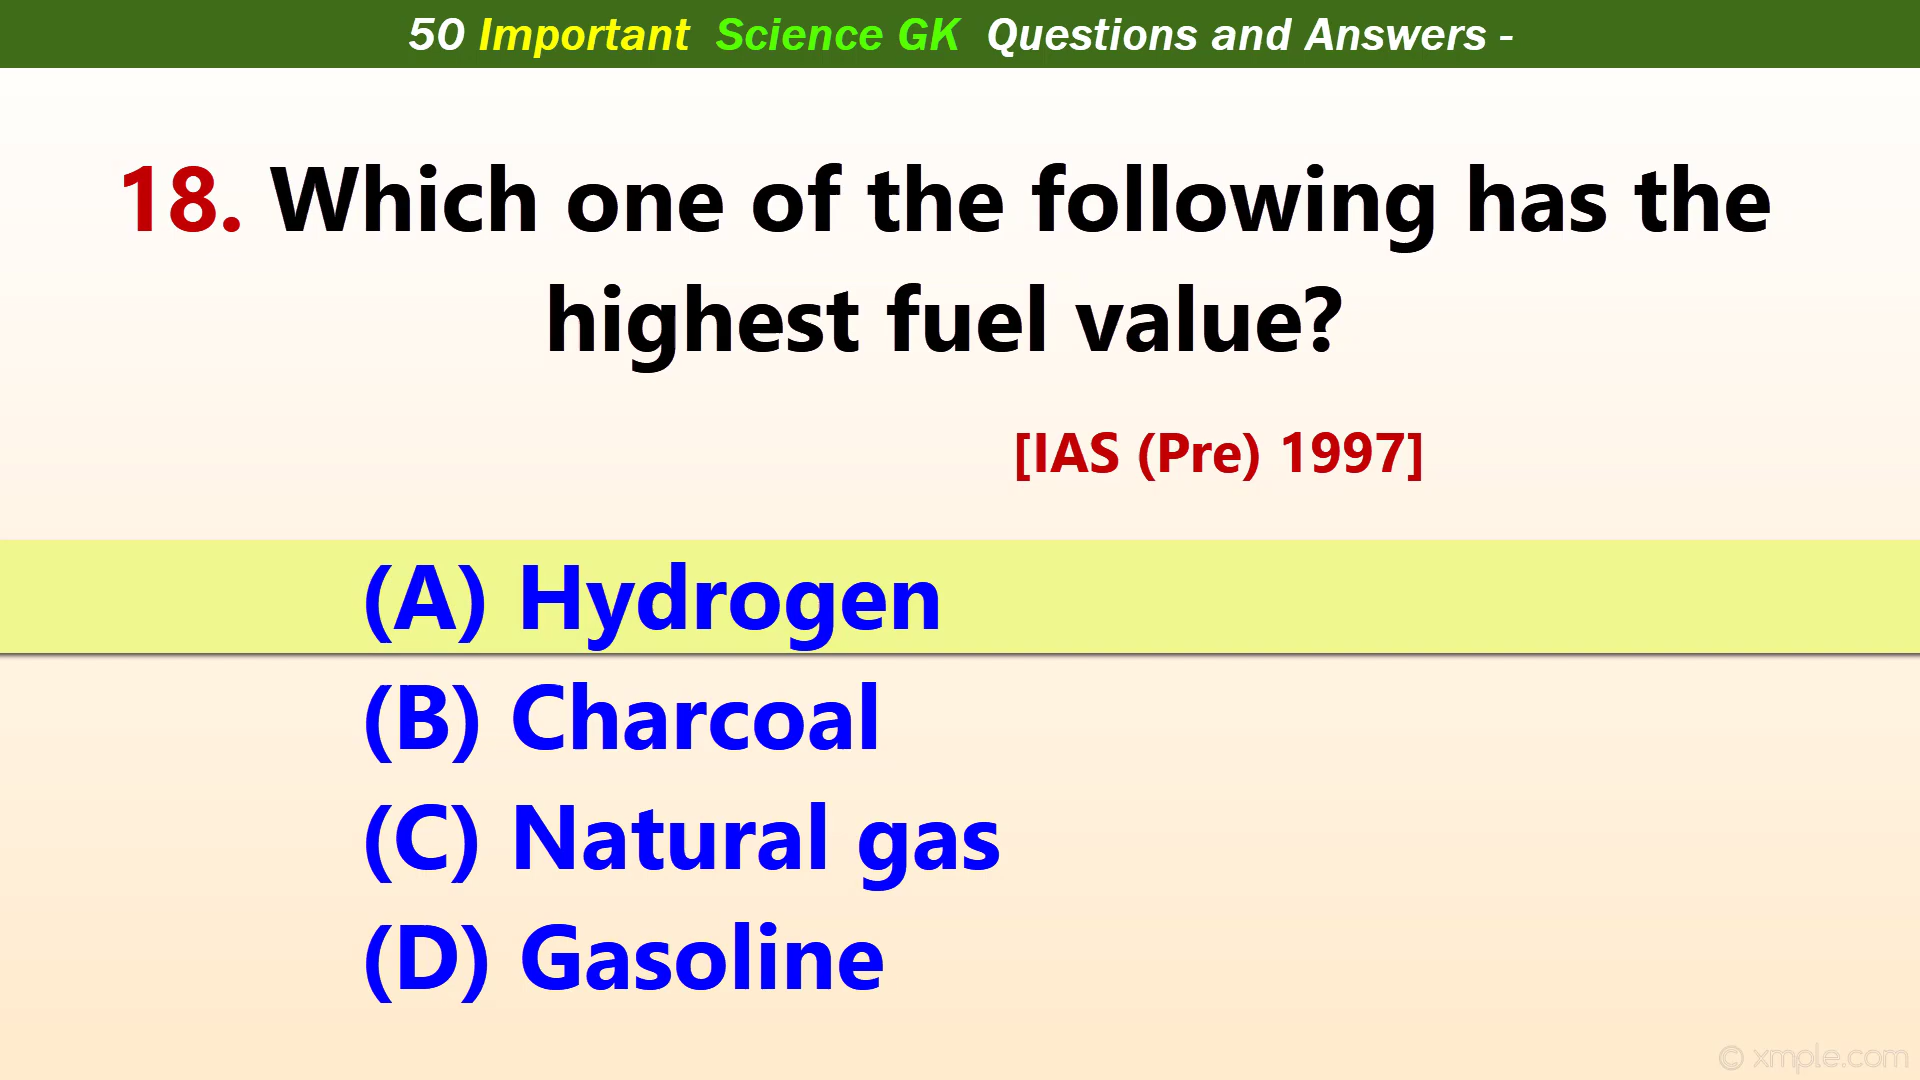 50 Important Science GK Questions and Answers -
18. Which one of the following has the
highest fuel value?
[IAS (Pre) 1997]
(A) Hydrogen
(B) Charcoal
(C) Natural gas
(D) Gasoline
© xmple.com